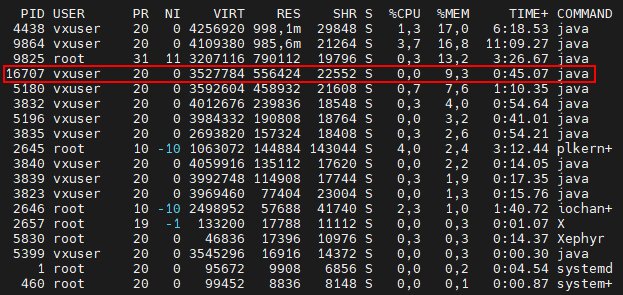 PID USER PR NI VIRT RES SHR S %CPU %MEM TIME+ COMMAND
4438 vxuser 20 0 4256920 998,1m 29848 S 1,3 17,0 6:18.53 java
9864 vxuser 20 0 4109380 985,6m 21264 S 3,7 16,8 11:09.27 java
9825 root 31 11 3207116 790112 19796 S 0,3 13,2 3:26.67 java
16707 vxuser 20 0 3527784 556424 22552 S 0,0 9,3 0:45.07 java
5180 vxuser 20 0 3592604 458932 21608 S 0,7 7,6 1:10.35 java
3832 vxuser 20 0 4012676 239836 18548 S 0,3 4,0 0:54.64 java
5196 vxuser 20 0 3984332 190808 18764 S 0,0 3,2 0:41.01 java
3835 vxuser 20 0 2693820 157324 18408 S 0,3 2,6 0:54.21 java
2645 root 10 -10 1063072 144884 143044 S 4,0 2,4 3:12.44 plkern+
3840 vxuser 20 0 4059916 135112 17620 S 0,0 2,2 0:14.05 java
3839 vxuser 20 0 3992748 114908 17744 S 0,3 1,9 0:17.35 java
3823 vxuser 20 0 3969460 77404 23004 S 0,0 1,3 0:15.76 java
2646 root 10 -10 2498952 57688 41740 S 2,3 1,0 1:40.72 iochan+
2657 root 19 -1 133200 17788 11112 S 0,0 0,3 0:01.07 X
5830 root 20 0 46836 17396 10976 S 0,3 0,3 0:14.37 Xephyr
5399 vxuser 20 0 3545296 16916 14372 S 0,0 0,3 0:00.30 java
1 root 20 0 95672 9908 6856 S 0,0 0,2 0:04.54 systemd
460 root 20 0 99452 8836 8148 S 0,0 0,1 0:00.87 system+